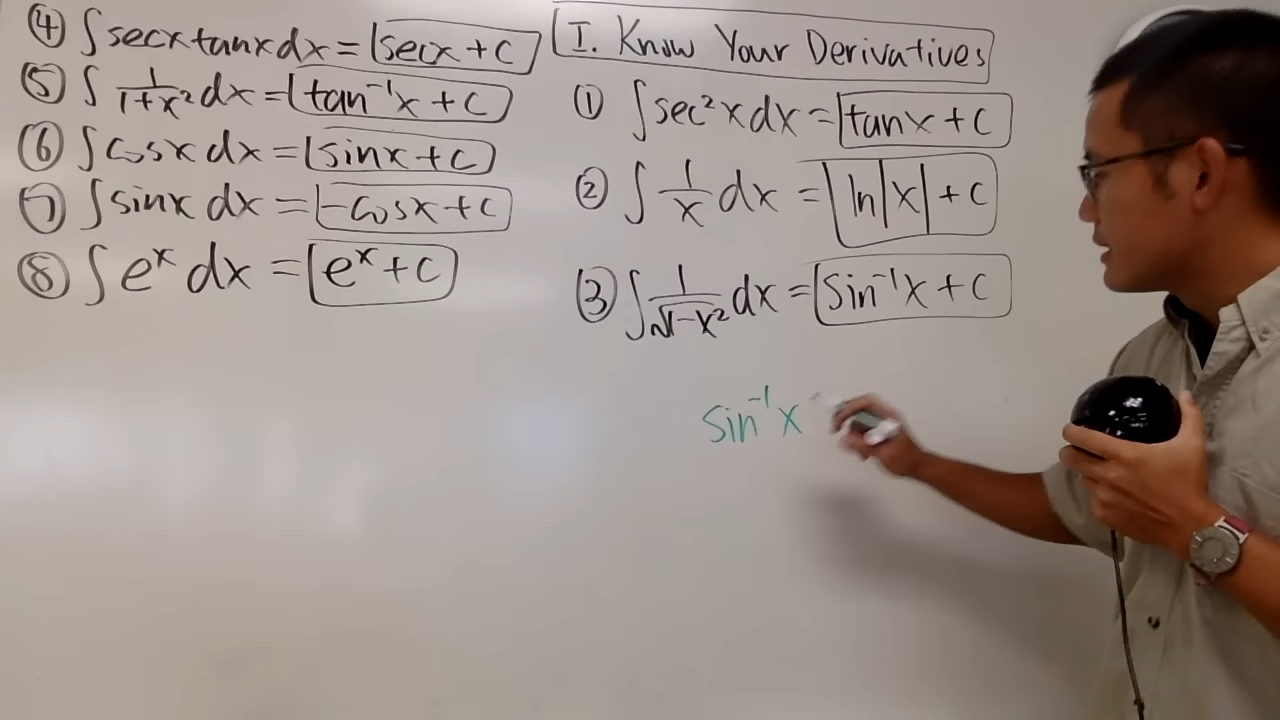 I. Know Your Derivatives
① ∫sec²x dx = tanx + C
② ∫ 1/x dx = ln|x| + C
③ ∫ 1/√(1-x²) dx = sin⁻¹x + C
④ ∫secx tanx dx = secx + C
⑤ ∫ 1/(1+x²) dx = tan⁻¹x + C
⑥ ∫cosx dx = sinx + C
⑦ ∫sinx dx = -cosx + C
⑧ ∫eˣ dx = eˣ + C
sin⁻¹x